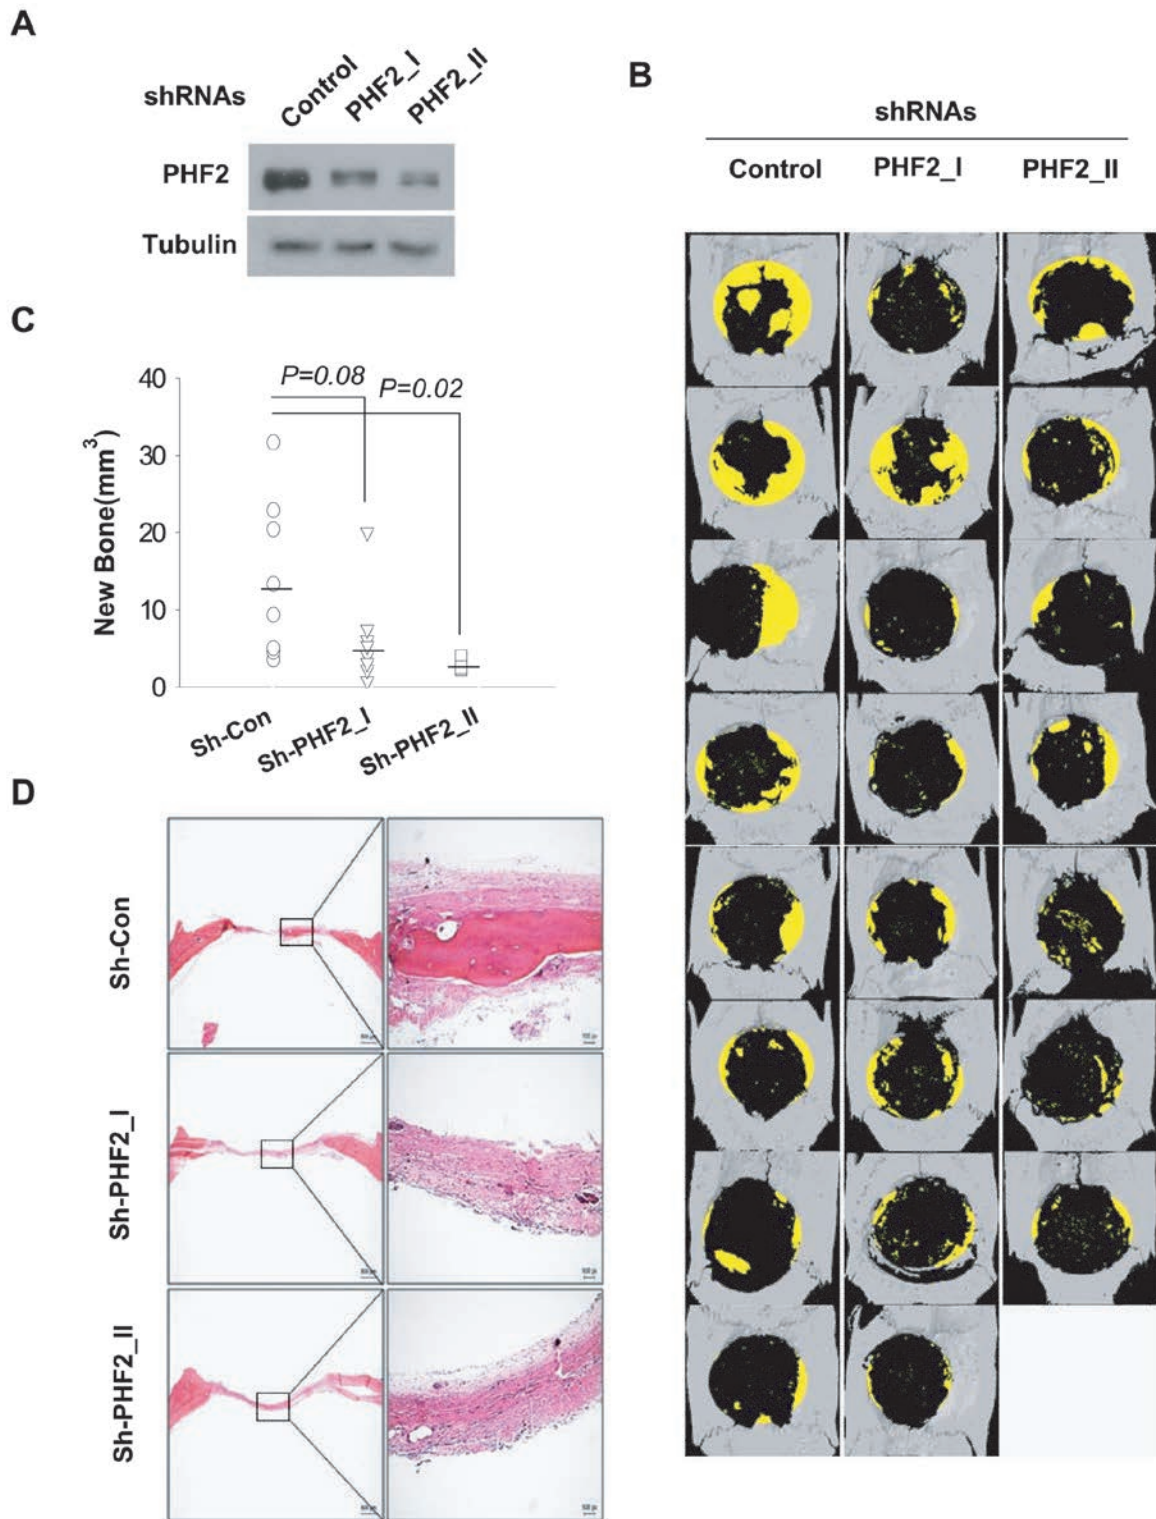 A
shRNAs
Control
PHF2_I
PHF2_II
PHF2
Tubulin
B
shRNAs
Control PHF2_I PHF2_II
C
New Bone(mm3)
40
30
20
10
0
P=0.08
P=0.02
Sh-Con
Sh-PHF2_I
Sh-PHF2_II
D
Sh-Con
Sh-PHF2_I
Sh-PHF2_II